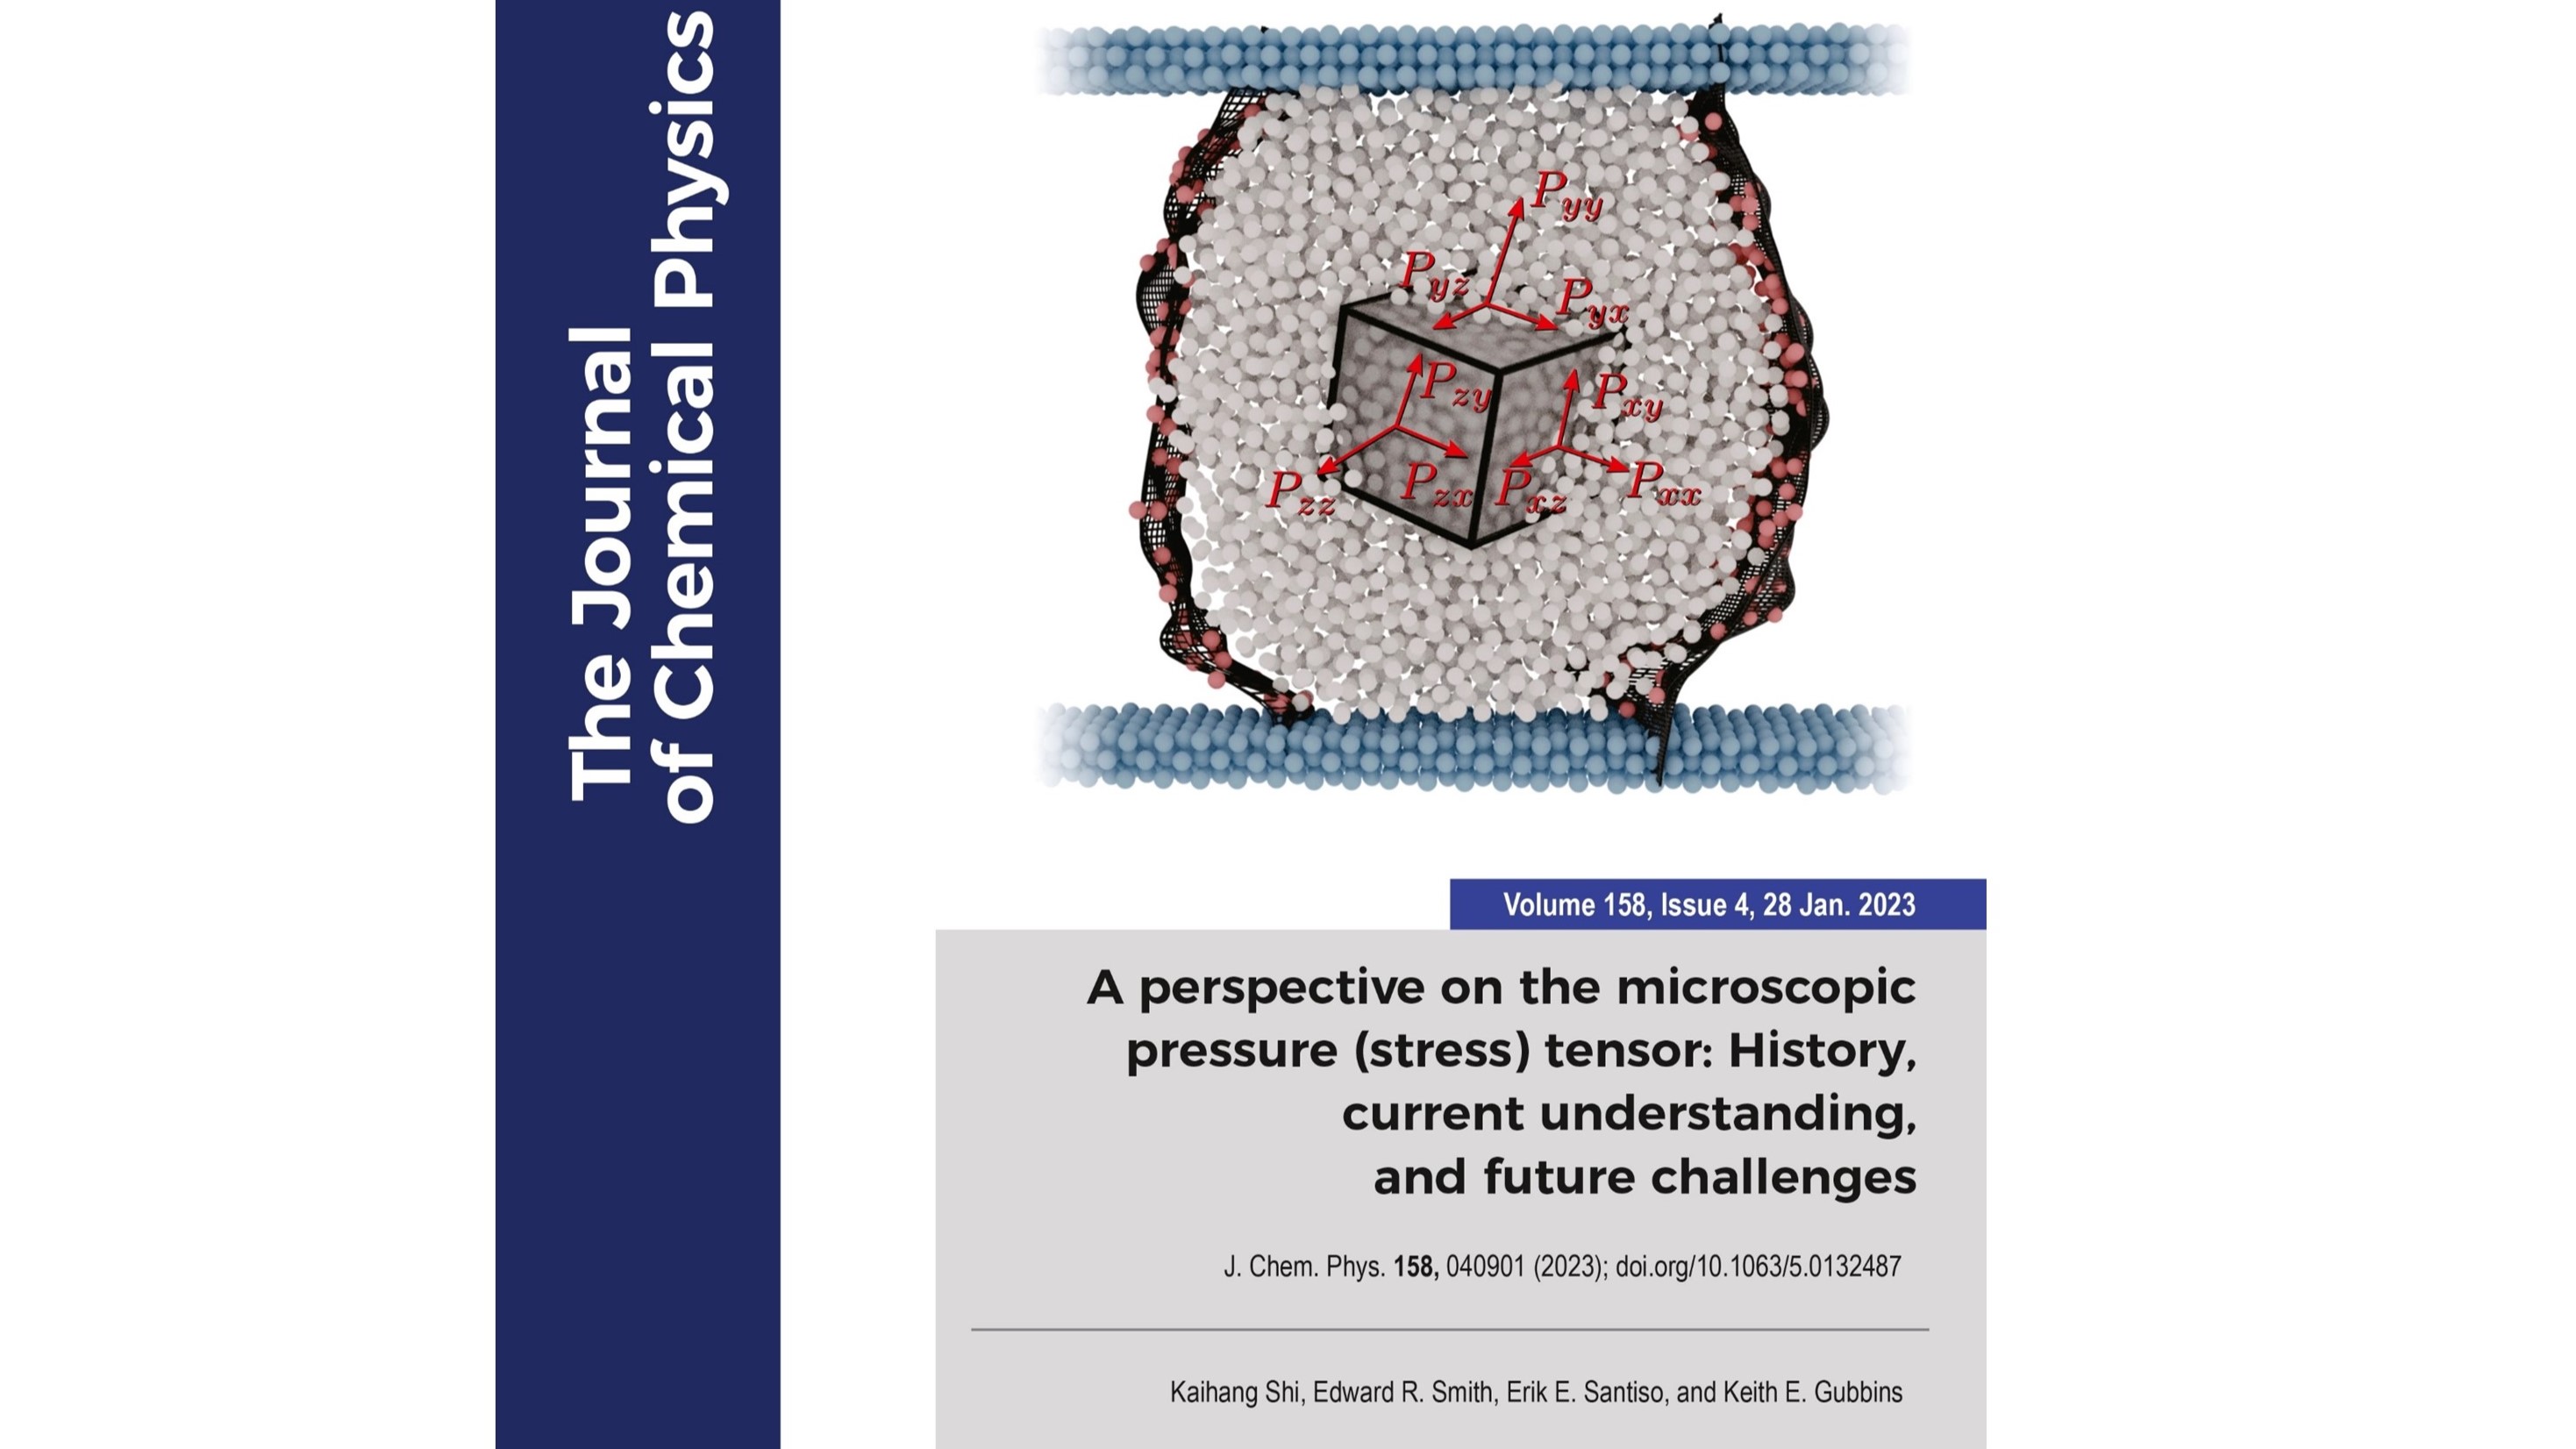 The Journal
of Chemical Physics
P_yy
P_yz
P_yx
P_zy
P_xy
P_zz
P_zx
P_xz
P_xx
Volume 158, Issue 4, 28 Jan. 2023
A perspective on the microscopic
pressure (stress) tensor: History,
current understanding,
and future challenges
J. Chem. Phys. 158, 040901 (2023); doi.org/10.1063/5.0132487
Kaihang Shi, Edward R. Smith, Erik E. Santiso, and Keith E. Gubbins